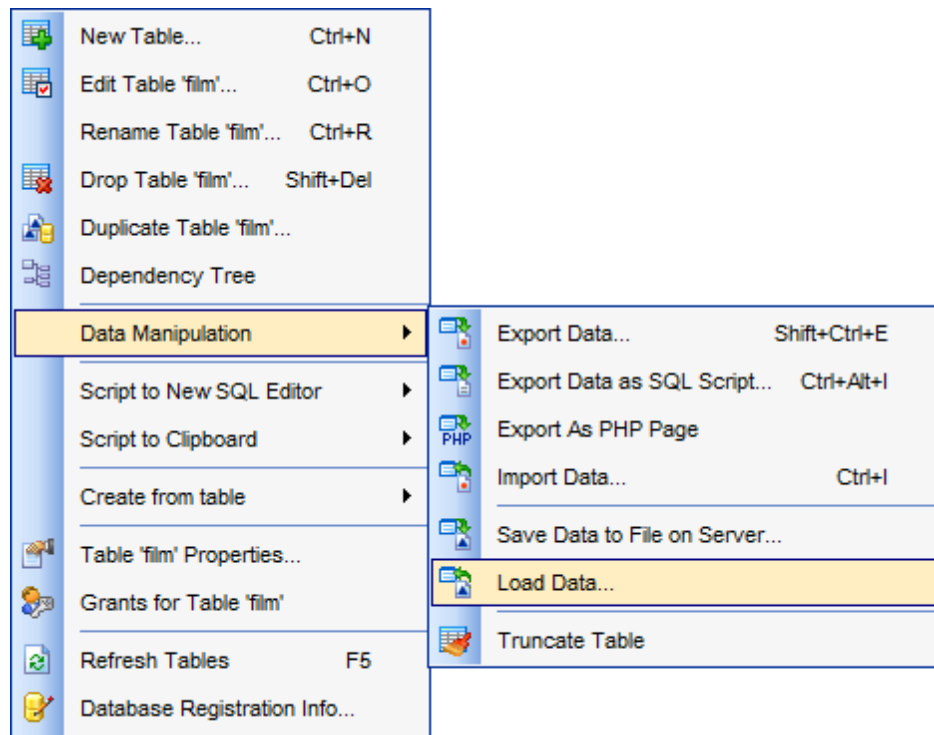 New Table... Ctrl+N
Edit Table 'film'... Ctrl+O
Rename Table 'film'... Ctrl+R
Drop Table 'film'... Shift+Del
Duplicate Table 'film'...
Dependency Tree
Data Manipulation
Script to New SQL Editor
Script to Clipboard
Create from table
Table 'film' Properties...
Grants for Table 'film'
Refresh Tables F5
Database Registration Info...
Export Data... Shift+Ctrl+E
Export Data as SQL Script... Ctrl+Alt+I
PHP Export As PHP Page
Import Data... Ctrl+I
Save Data to File on Server...
Load Data...
Truncate Table